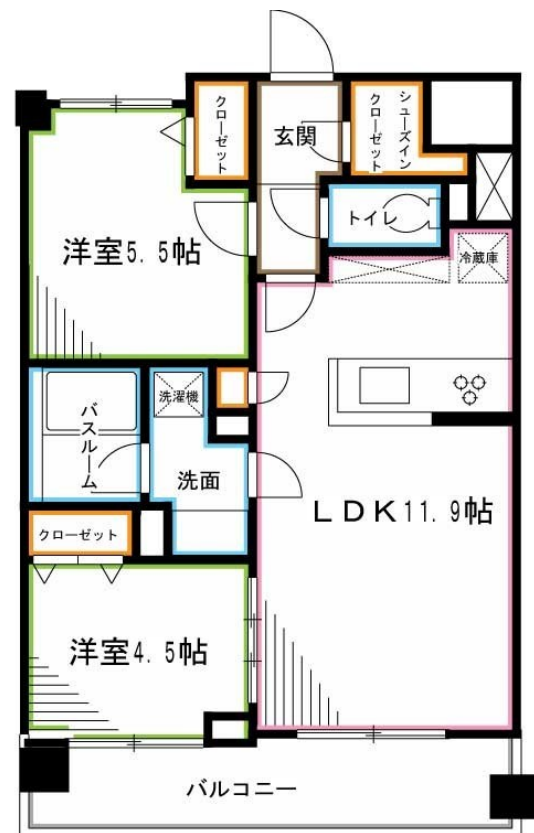 クローゼット
玄関
シューズイン
クローゼット
トイレ
洋室5.5帖
冷蔵庫
バスルーム
洗濯機
洗面
LDK11.9帖
クローゼット
洋室4.5帖
バルコニー